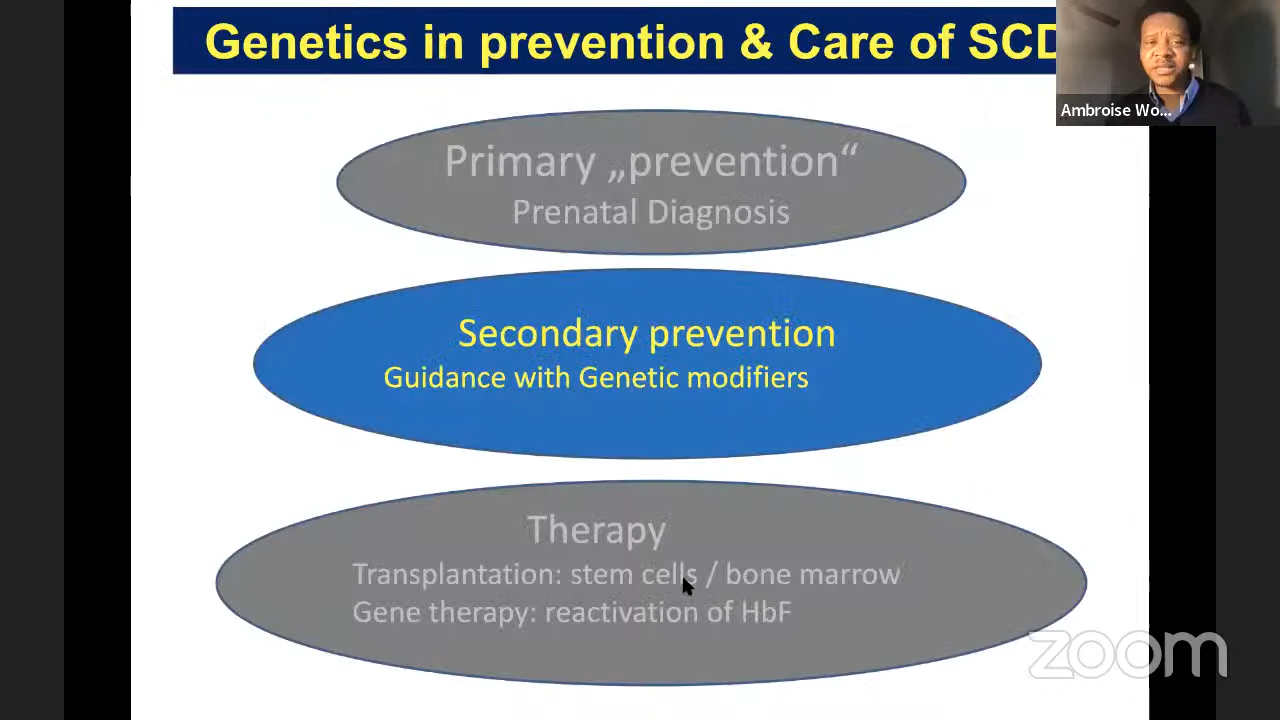 Genetics in prevention & Care of SCD
Ambroise Wo...
Primary „prevention“
Prenatal Diagnosis
Secondary prevention
Guidance with Genetic modifiers
Therapy
Transplantation: stem cells / bone marrow
Gene therapy: reactivation of HbF
zoom